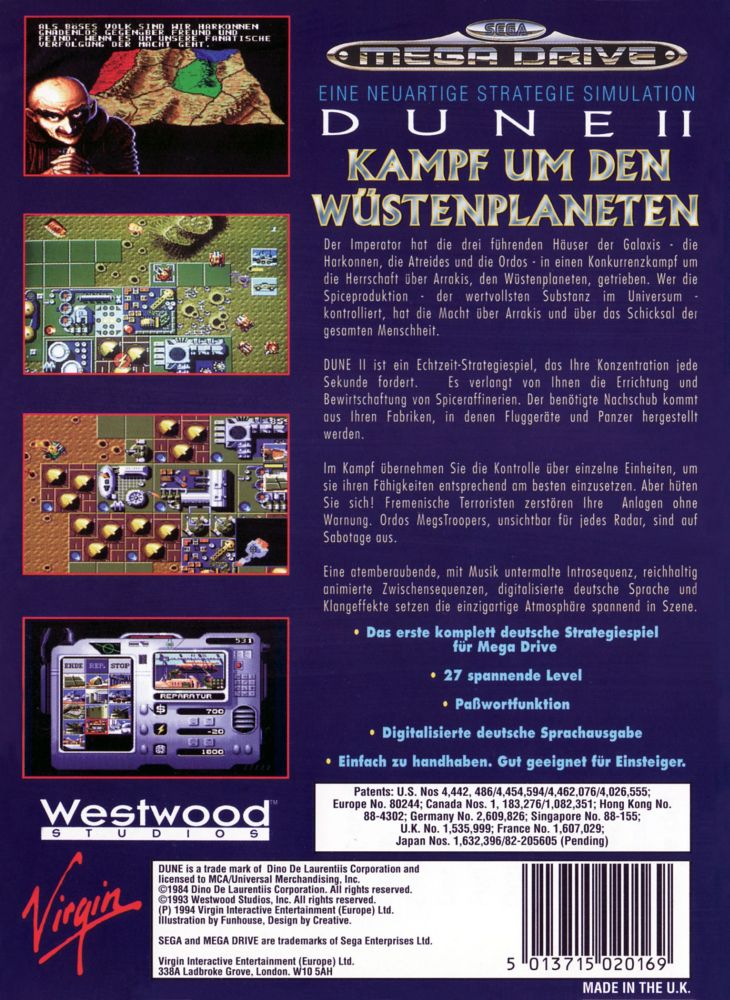 ALS BÖSES VOLK SIND WIR HARKONNEN
GNADENLOS GEGENÜBER FREUND UND
FEIND, WENN ES UM UNSERE FANATISCHE
VERFOLGUNG DER MACHT GEHT.
SEGA
MEGA DRIVE
EINE NEUARTIGE STRATEGIE SIMULATION
DUNE II
KAMPF UM DEN
WÜSTENPLANETEN
Der Imperator hat die drei führenden Häuser der Galaxis - die
Harkonnen, die Atreides und die Ordos - in einen Konkurrenzkampf um
die Herrschaft über Arrakis, den Wüstenplaneten, getrieben. Wer die
Spiceproduktion - der wertvollsten Substanz im Universum -
kontrolliert, hat die Macht über Arrakis und über das Schicksal der
gesamten Menschheit.
DUNE II ist ein Echtzeit-Strategiespiel, das Ihre Konzentration jede
Sekunde fordert. Es verlangt von Ihnen die Errichtung und
Bewirtschaftung von Spiceraffinerien. Der benötigte Nachschub kommt
aus Ihren Fabriken, in denen Fluggeräte und Panzer hergestellt
werden.
Im Kampf übernehmen Sie die Kontrolle über einzelne Einheiten, um
sie ihren Fähigkeiten entsprechend am besten einzusetzen. Aber hüten
Sie sich! Fremenische Terroristen zerstören Ihre Anlagen ohne
Warnung. Ordos MegsTroopers, unsichtbar für jedes Radar, sind auf
Sabotage aus.
Eine atemberaubende, mit Musik untermalte Introsequenz, reichhaltig
animierte Zwischensequenzen, digitalisierte deutsche Sprache und
Klangeffekte setzen die einzigartige Atmosphäre spannend in Szene.
• Das erste komplett deutsche Strategiespiel
für Mega Drive
• 27 spannende Level
• Paßwortfunktion
• Digitalisierte deutsche Sprachausgabe
• Einfach zu handhaben. Gut geeignet für Einsteiger.
531
ENDE REP. STOP
REPARATUR
$ 700
-20
1800
Westwood™
STUDIOS
Patents: U.S. Nos 4,442, 486/4,454,594/4,462,076/4,026,555;
Europe No. 80244; Canada Nos. 1, 183,276/1,082,351; Hong Kong No.
88-4302; Germany No. 2,609,826; Singapore No. 88-155;
U.K. No. 1,535,999; France No. 1,607,029;
Japan Nos. 1,632,396/82-205605 (Pending)
Virgin
DUNE is a trade mark of Dino De Laurentiis Corporation and
licensed to MCA/Universal Merchandising, Inc.
©1984 Dino De Laurentiis Corporation. All rights reserved.
©1993 Westwood Studios, Inc. All rights reserved.
(P) 1994 Virgin Interactive Entertainment (Europe) Ltd.
Illustration by Funhouse, Design by Creative.
SEGA and MEGA DRIVE are trademarks of Sega Enterprises Ltd.
Virgin Interactive Entertainment (Europe) Ltd.
338A Ladbroke Grove, London. W10 5AH
5 013715 020169
MADE IN THE U.K.